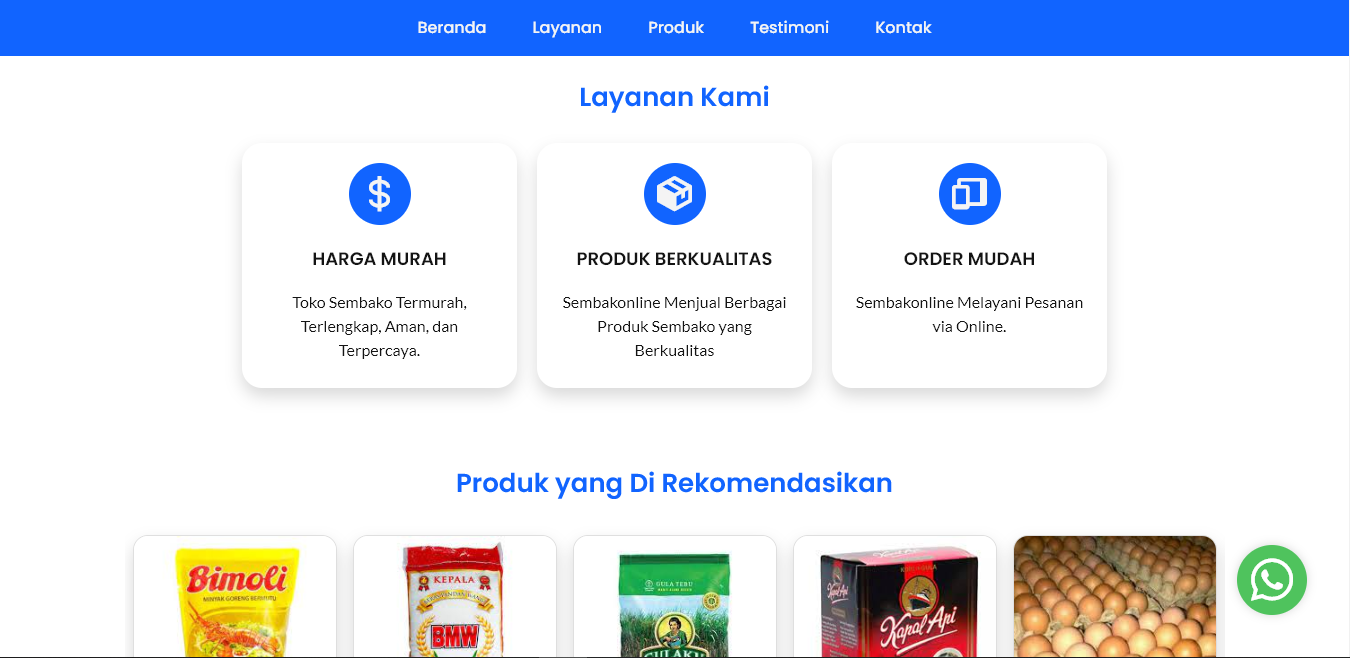 Beranda Layanan Produk Testimoni Kontak
Layanan Kami
HARGA MURAH
Toko Sembako Termurah,
Terlengkap, Aman, dan
Terpercaya.
PRODUK BERKUALITAS
Sembakonline Menjual Berbagai
Produk Sembako yang
Berkualitas
ORDER MUDAH
Sembakonline Melayani Pesanan
via Online.
Produk yang Di Rekomendasikan
Bimoli
MINYAK GORENG
KEPALA
BMW
GULA TEBU
GULAKU
Kapal Api
Kapal Api